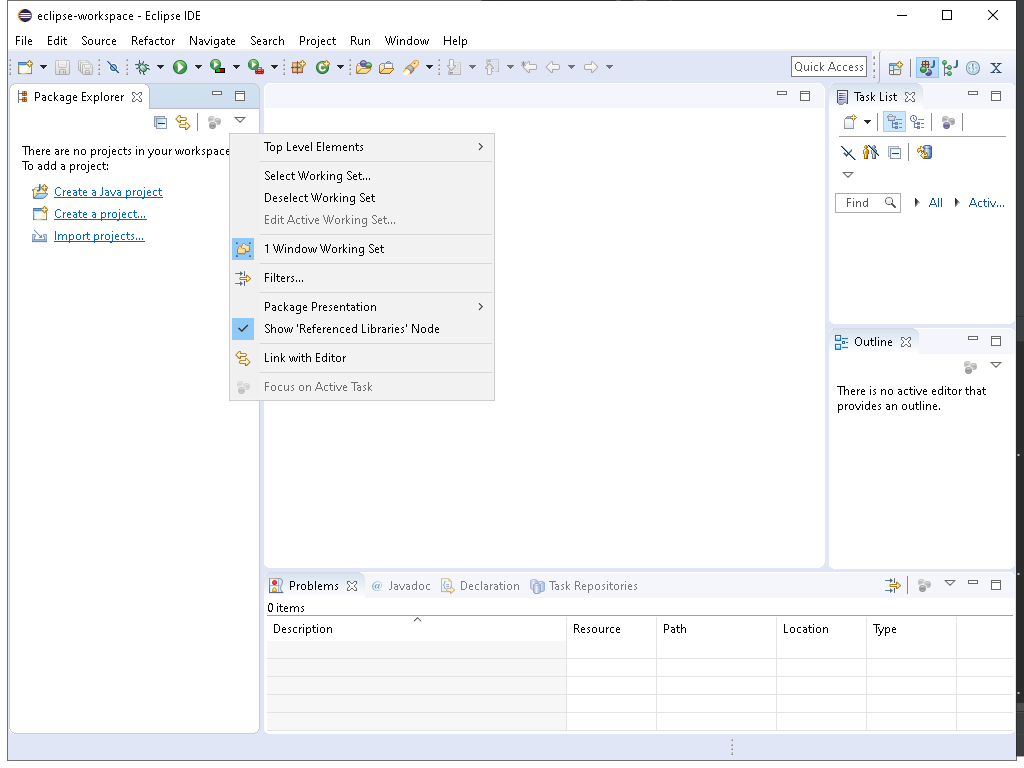 eclipse-workspace - Eclipse IDE
File Edit Source Refactor Navigate Search Project Run Window Help
Quick Access
Package Explorer
There are no projects in your workspace
To add a project:
Create a Java project
Create a project...
Import projects...
Top Level Elements
Select Working Set...
Deselect Working Set
Edit Active Working Set...
1 Window Working Set
Filters...
Package Presentation
Show 'Referenced Libraries' Node
Link with Editor
Focus on Active Task
Task List
Find All Activ...
Outline
There is no active editor that
provides an outline.
Problems @ Javadoc Declaration Task Repositories
0 items
Description Resource Path Location Type